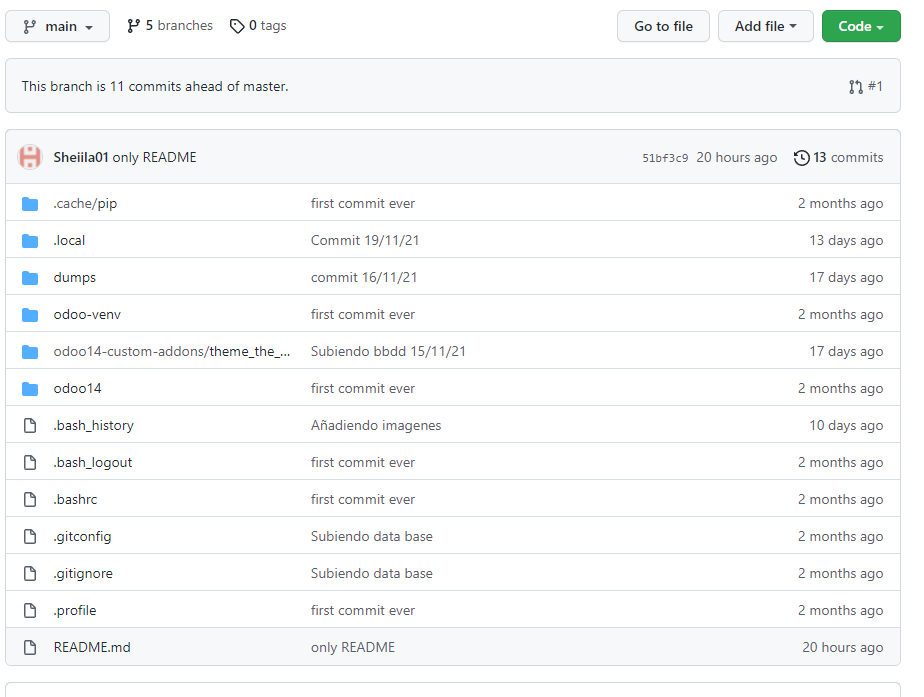 main 5 branches 0 tags Go to file Add file Code
This branch is 11 commits ahead of master. #1
Sheiila01 only README 51bf3c9 20 hours ago 13 commits
.cache/pip first commit ever 2 months ago
.local Commit 19/11/21 13 days ago
dumps commit 16/11/21 17 days ago
odoo-venv first commit ever 2 months ago
odoo14-custom-addons/theme_the_... Subiendo bbdd 15/11/21 17 days ago
odoo14 first commit ever 2 months ago
.bash_history Añadiendo imagenes 10 days ago
.bash_logout first commit ever 2 months ago
.bashrc first commit ever 2 months ago
.gitconfig Subiendo data base 2 months ago
.gitignore Subiendo data base 2 months ago
.profile first commit ever 2 months ago
README.md only README 20 hours ago